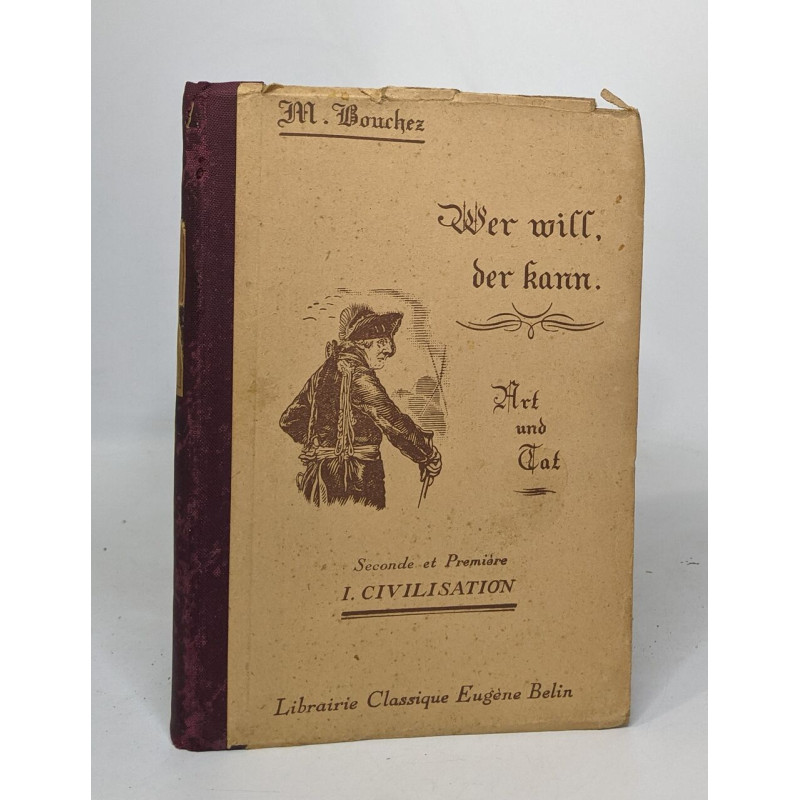 M. Bouchez
Wer will,
der kann.
Art
und
Tat
Seconde et Première
I. CIVILISATION
Librairie Classique Eugène Belin